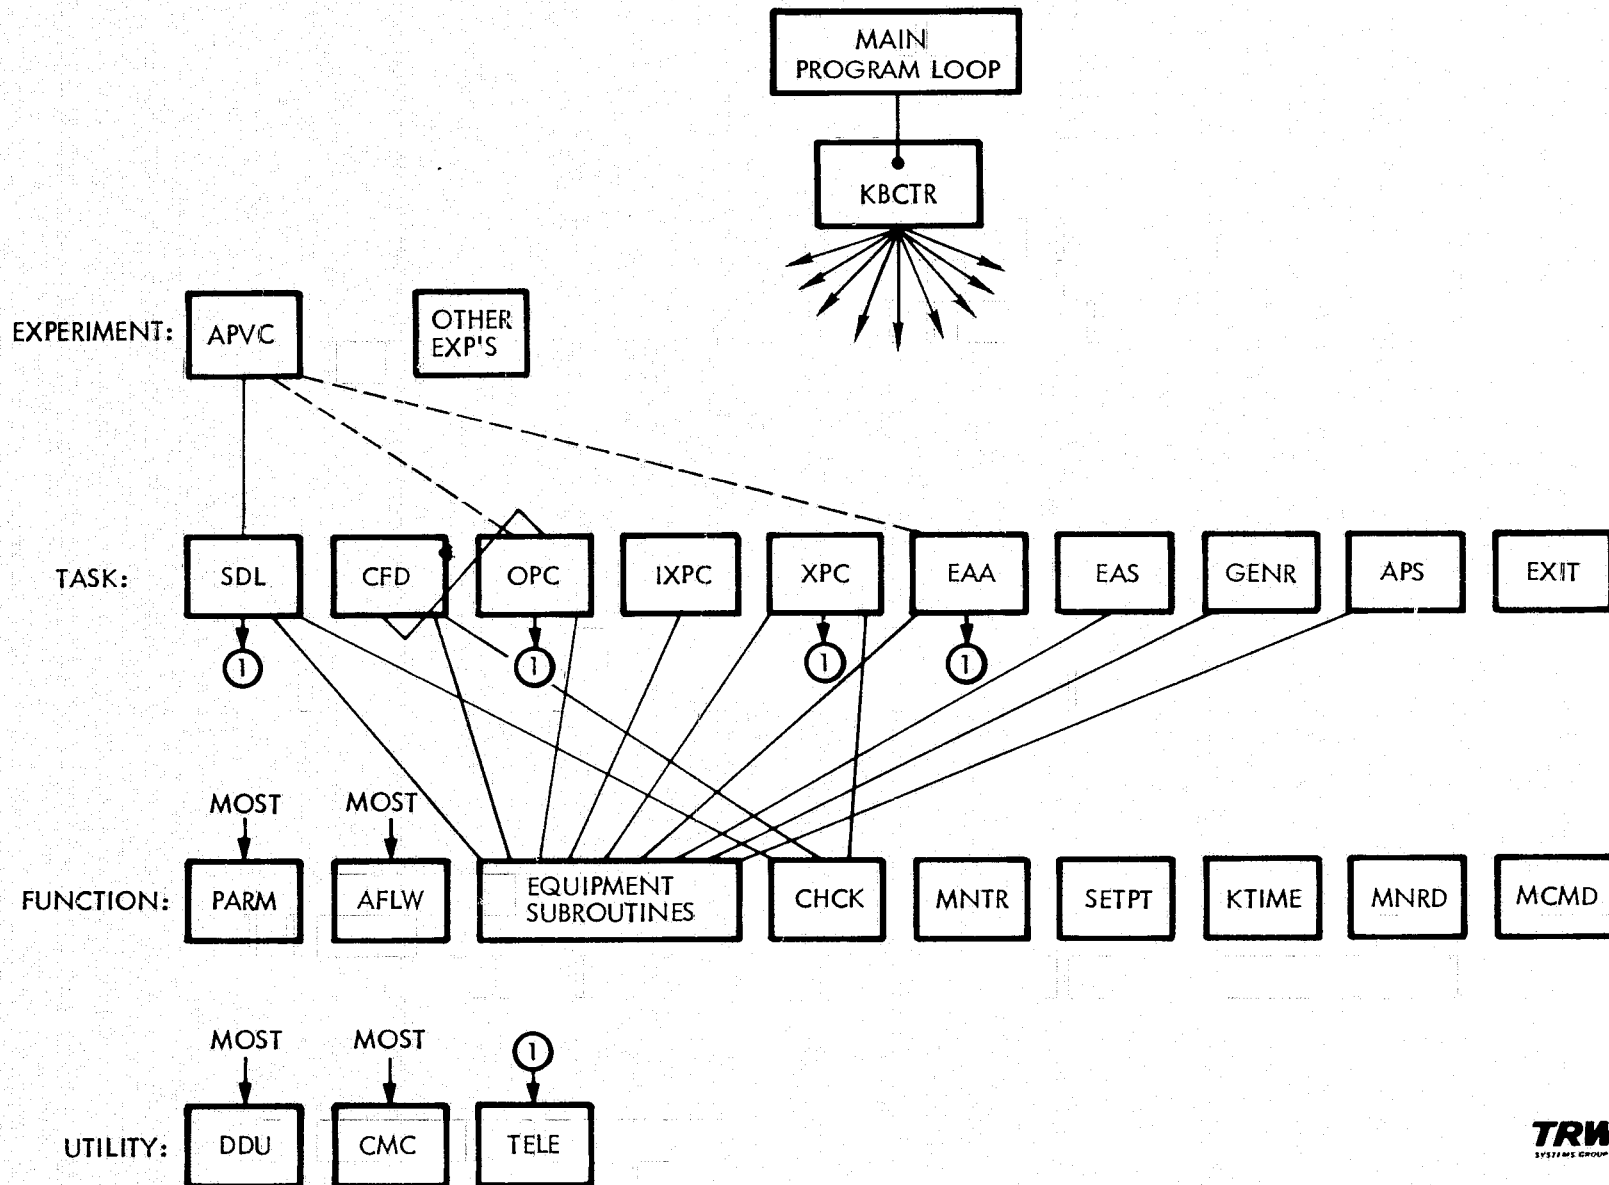 MAIN
PROGRAM LOOP
KBCTR
EXPERIMENT: APVC OTHER
EXP'S
TASK: SDL CFD OPC IXPC XPC EAA EAS GENR APS EXIT
1 1 1 1
MOST MOST
FUNCTION: PARM AFLW EQUIPMENT
SUBROUTINES CHCK MNTR SETPT KTIME MNRD MCMD
MOST MOST 1
UTILITY: DDU CMC TELE
TRW
SYSTEMS GROUP